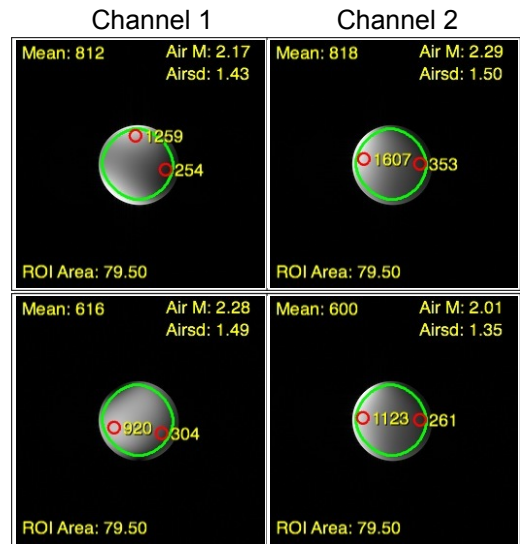 Channel 1
Channel 2
Mean: 812
Air M: 2.17
Airsd: 1.43
1259
254
ROI Area: 79.50
Mean: 818
Air M: 2.29
Airsd: 1.50
1607
353
ROI Area: 79.50
Mean: 616
Air M: 2.28
Airsd: 1.49
920
304
ROI Area: 79.50
Mean: 600
Air M: 2.01
Airsd: 1.35
1123
261
ROI Area: 79.50